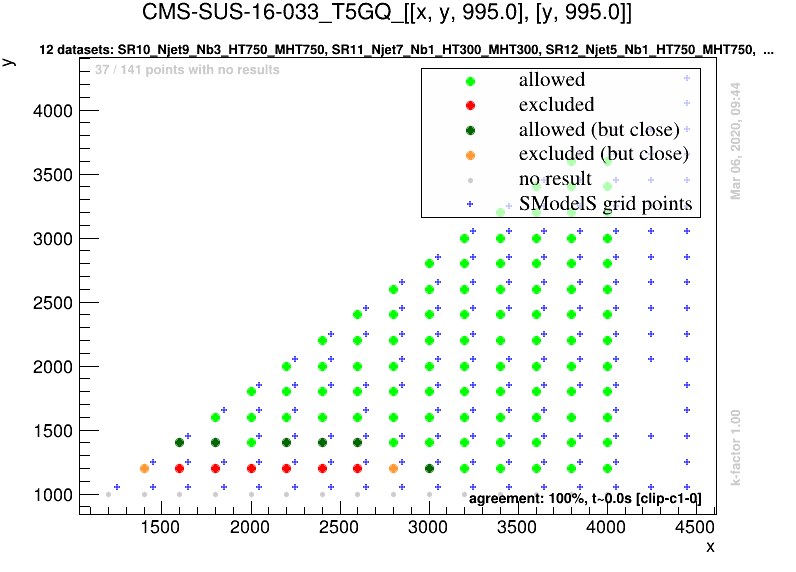 CMS-SUS-16-033_T5GQ_[[x, y, 995.0], [y, 995.0]]
12 datasets: SR10_Njet9_Nb3_HT750_MHT750, SR11_Njet7_Nb1_HT300_MHT300, SR12_Njet5_Nb1_HT750_MHT750, ...
y
37 / 141 points with no results
allowed
excluded
allowed (but close)
excluded (but close)
no result
SModelS grid points
Mar 06, 2020, 09:44
4000
3500
3000
2500
2000
1500
1000
k-factor 1.00
agreement: 100%, t~0.0s [clip-c1-0]
1500 2000 2500 3000 3500 4000 4500
x